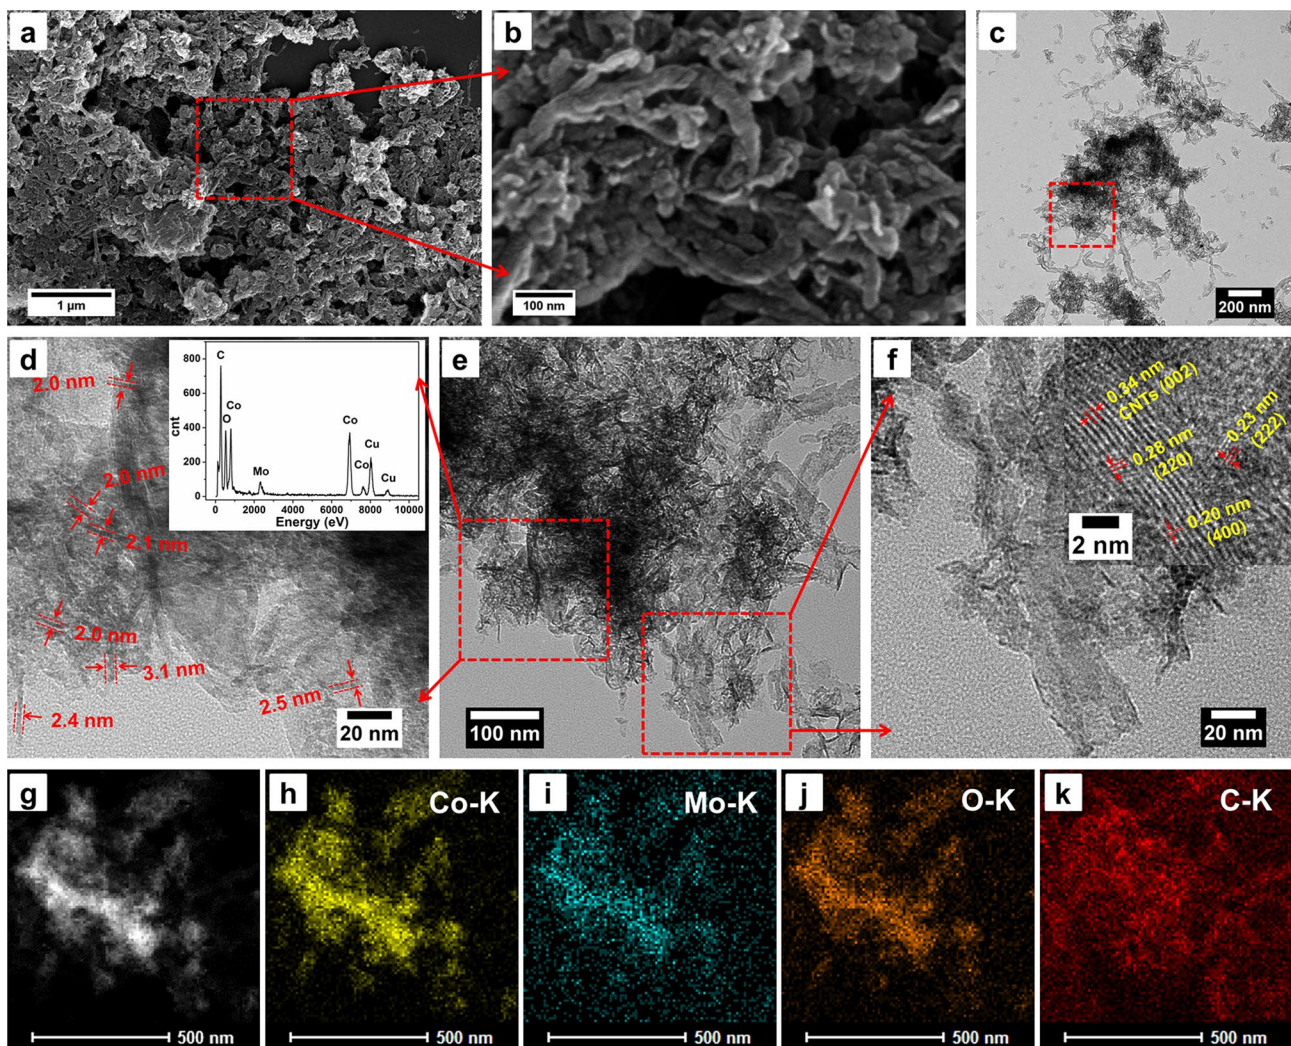 a
1 µm
b
100 nm
c
200 nm
d
2.0 nm
2.0 nm
2.1 nm
2.0 nm
3.1 nm
2.4 nm
2.5 nm
20 nm
800
600
400
200
0
cnt
C
O
Co
Mo
Co
Co
Cu
Cu
0 2000 4000 6000 8000 10000
Energy (eV)
e
100 nm
f
0.34 nm
CNTs (002)
0.28 nm
(220)
0.23 nm
(222)
0.20 nm
(400)
2 nm
20 nm
g
500 nm
h
Co-K
500 nm
i
Mo-K
500 nm
j
O-K
500 nm
k
C-K
500 nm